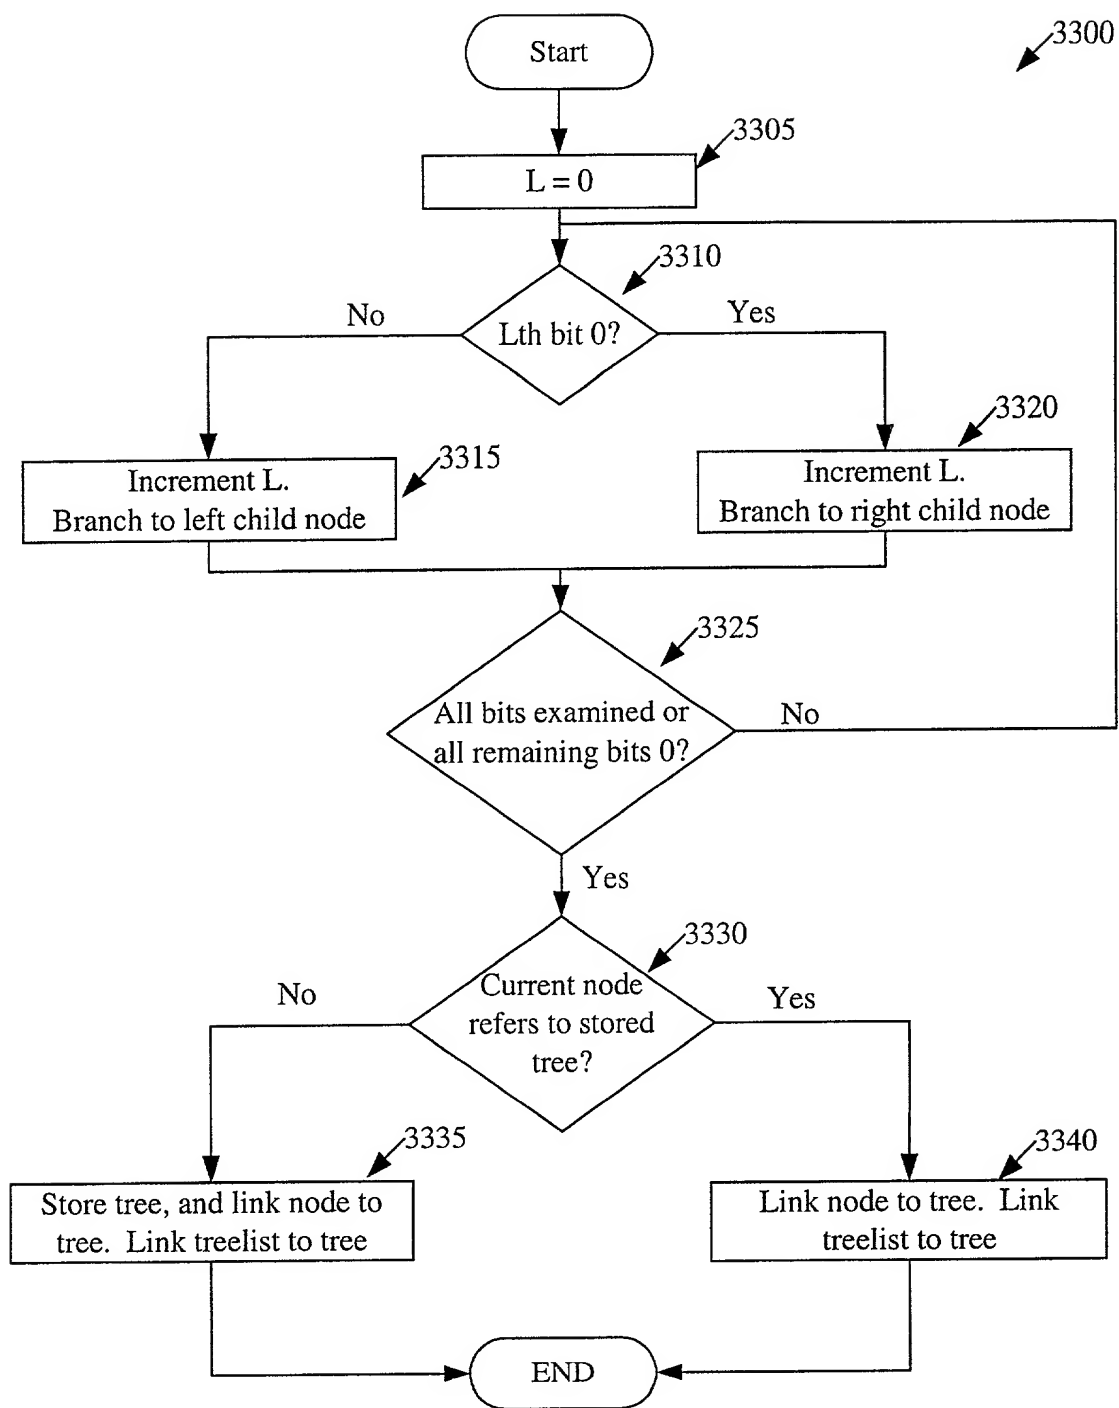 Start
3300
3305
L = 0
3310
No
Yes
Lth bit 0?
3320
3315
Increment L.
Branch to left child node
Increment L.
Branch to right child node
3325
All bits examined or
all remaining bits 0?
No
Yes
3330
No
Yes
Current node
refers to stored
tree?
3335
3340
Store tree, and link node to
tree. Link treelist to tree
Link node to tree. Link
treelist to tree
END